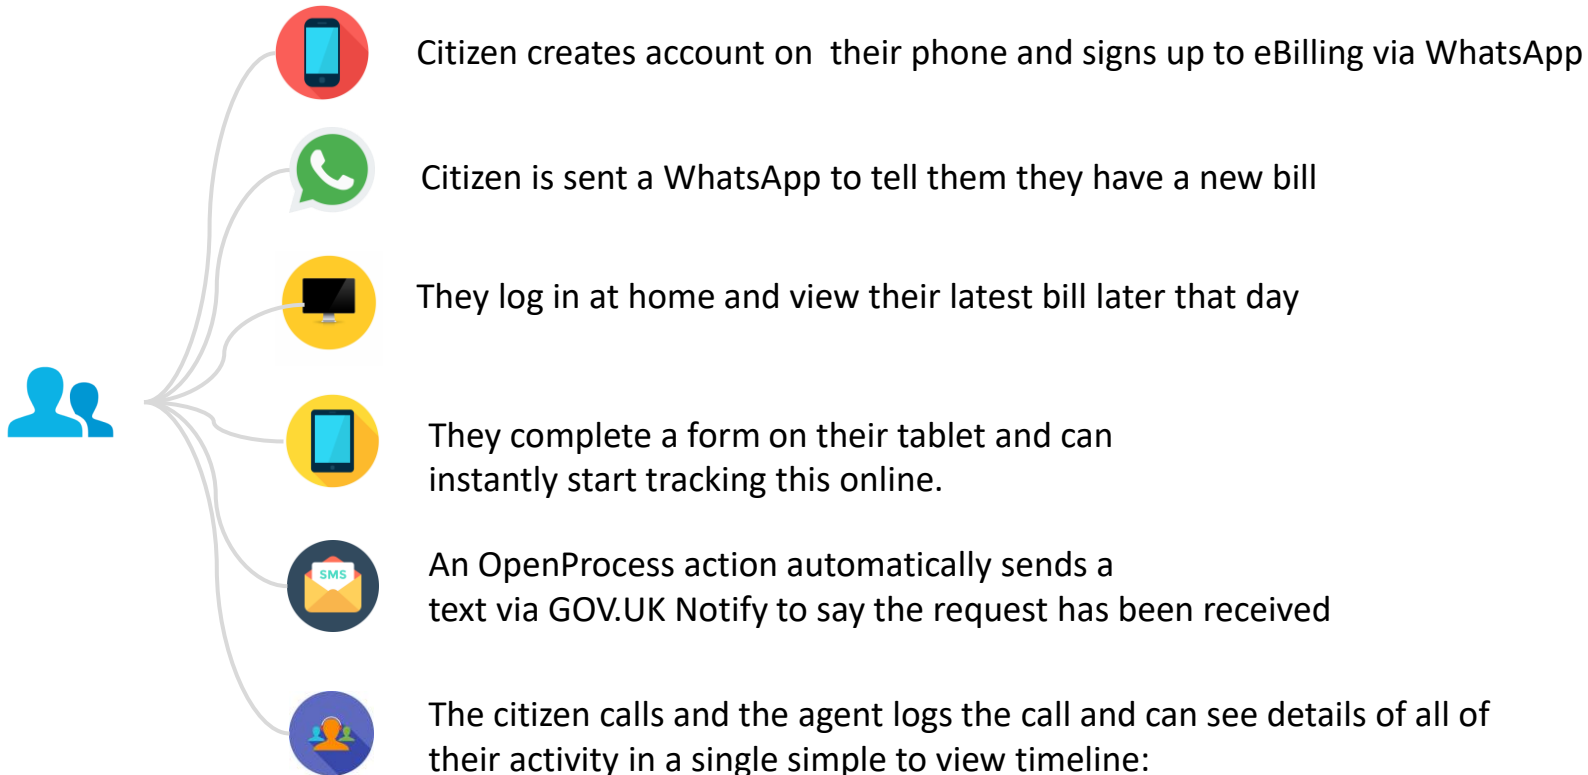 Citizen creates account on  their phone and signs up to eBilling via WhatsApp
Citizen is sent a WhatsApp to tell them they have a new bill
They log in at home and view their latest bill later that day
They complete a form on their tablet and can
instantly start tracking this online.
SMS
An OpenProcess action automatically sends a
text via GOV.UK Notify to say the request has been received
The citizen calls and the agent logs the call and can see details of all of
their activity in a single simple to view timeline: